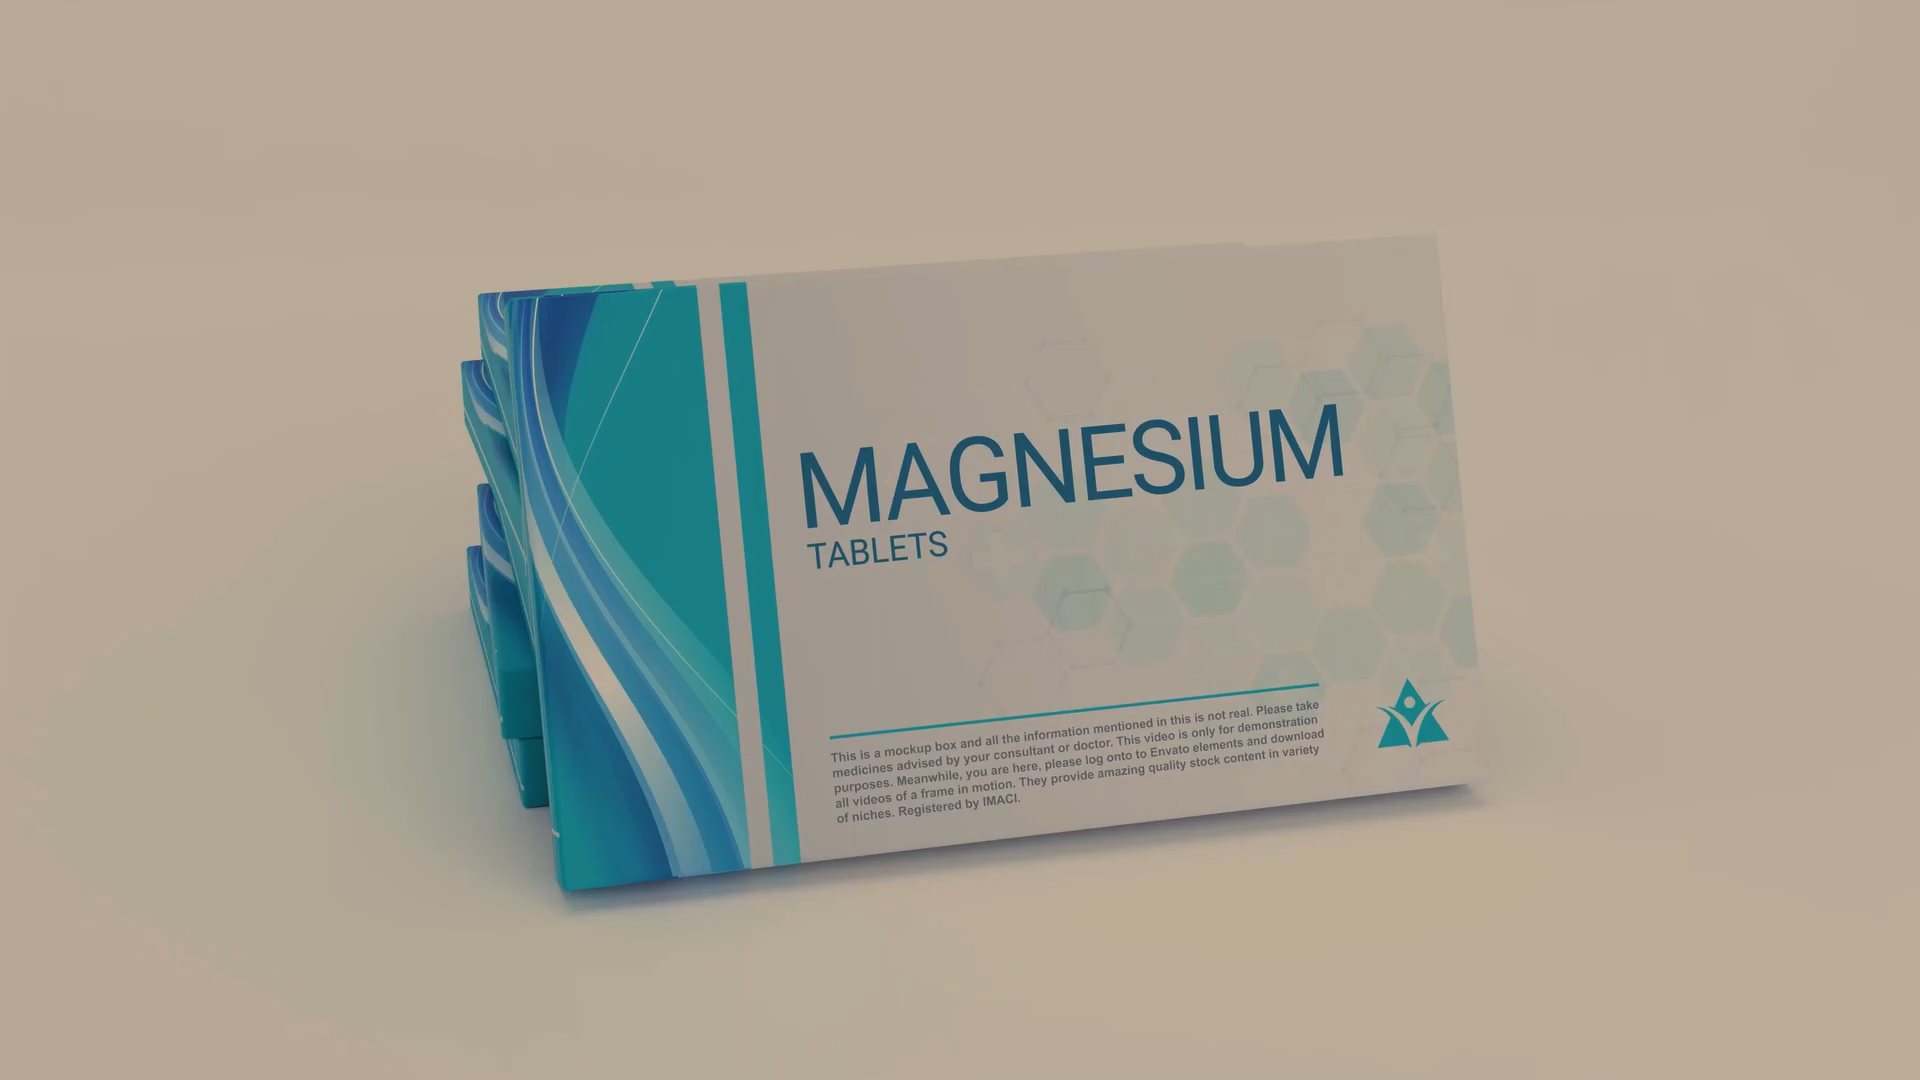 MAGNESIUM
TABLETS
This is a mockup box and all the information mentioned in this is not real. Please take
medicines advised by your consultant or doctor. This video is only for demonstration
purposes. Meanwhile, you are here, please log onto to Envato elements and download
all videos of a frame in motion. They provide amazing quality stock content in variety
of niches. Registered by IMACI.